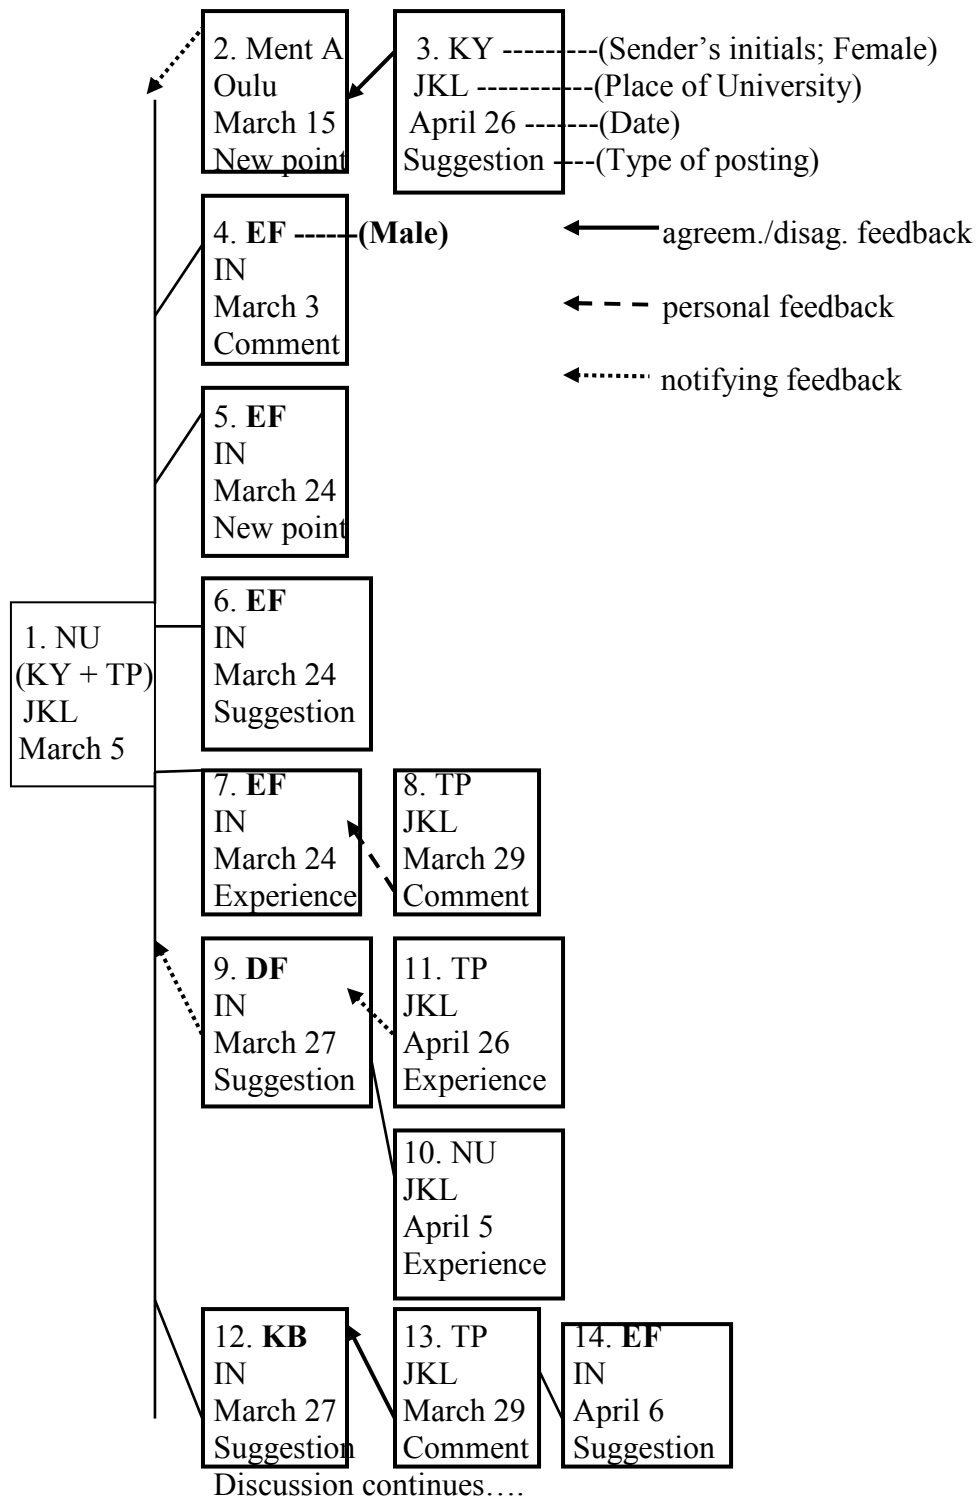 2. Ment A
Oulu
March 15
New point
3. KY ---------(Sender’s initials; Female)
JKL -----------(Place of University)
April 26 -------(Date)
Suggestion ----(Type of posting)
4. EF ------(Male)
IN
March 3
Comment
agreem./disag. feedback
personal feedback
notifying feedback
5. EF
IN
March 24
New point
6. EF
IN
March 24
Suggestion
1. NU
(KY + TP)
JKL
March 5
7. EF
IN
March 24
Experience
8. TP
JKL
March 29
Comment
9. DF
IN
March 27
Suggestion
11. TP
JKL
April 26
Experience
10. NU
JKL
April 5
Experience
12. KB
IN
March 27
Suggestion
13. TP
JKL
March 29
Comment
14. EF
IN
April 6
Suggestion
Discussion continues….